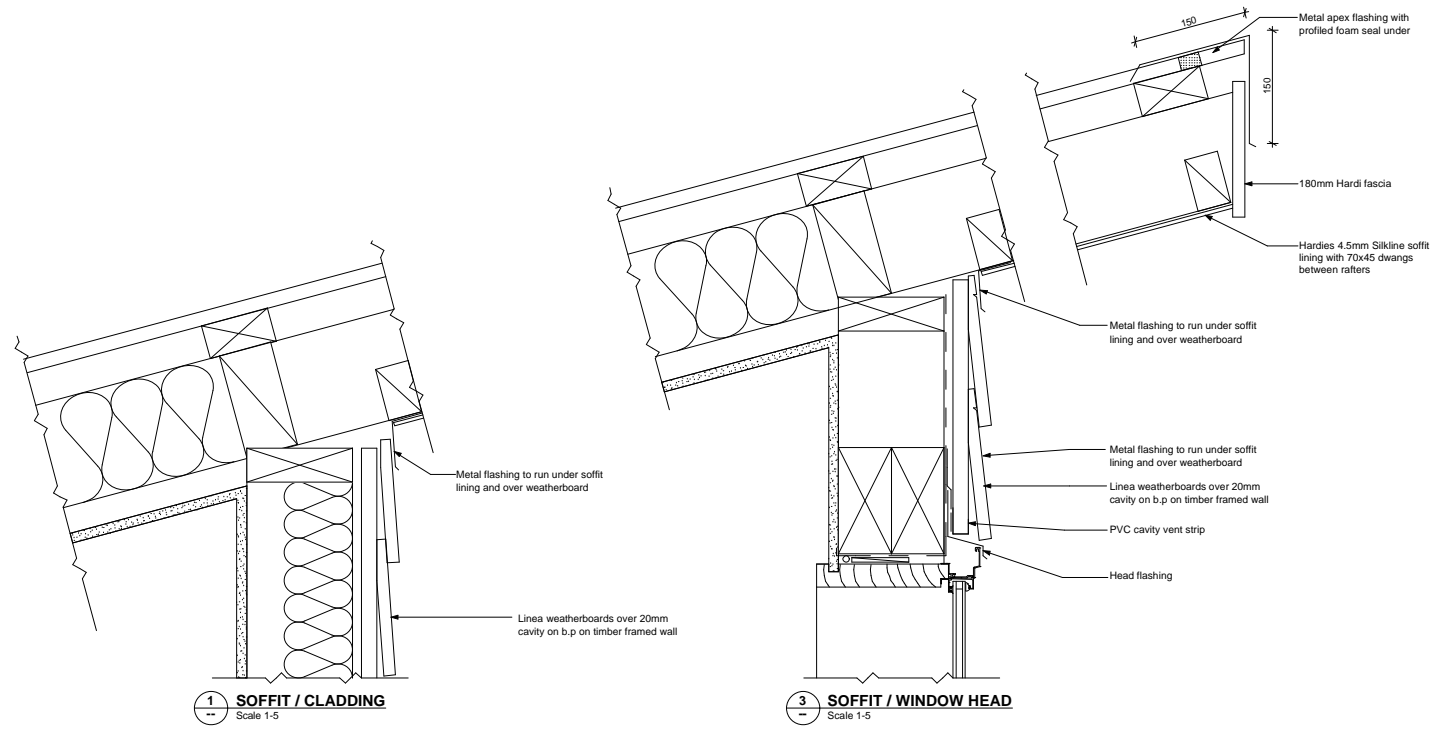 150
Metal apex flashing with
profiled foam seal under
150
180mm Hardi fascia
Hardies 4.5mm Silkline soffit
lining with 70x45 dwangs
between rafters
Metal flashing to run under soffit
lining and over weatherboard
Metal flashing to run under soffit
lining and over weatherboard
Linea weatherboards over 20mm
cavity on b.p on timber framed wall
PVC cavity vent strip
Head flashing
Metal flashing to run under soffit
lining and over weatherboard
Linea weatherboards over 20mm
cavity on b.p on timber framed wall
1
--
SOFFIT / CLADDING
Scale 1-5
3
--
SOFFIT / WINDOW HEAD
Scale 1-5